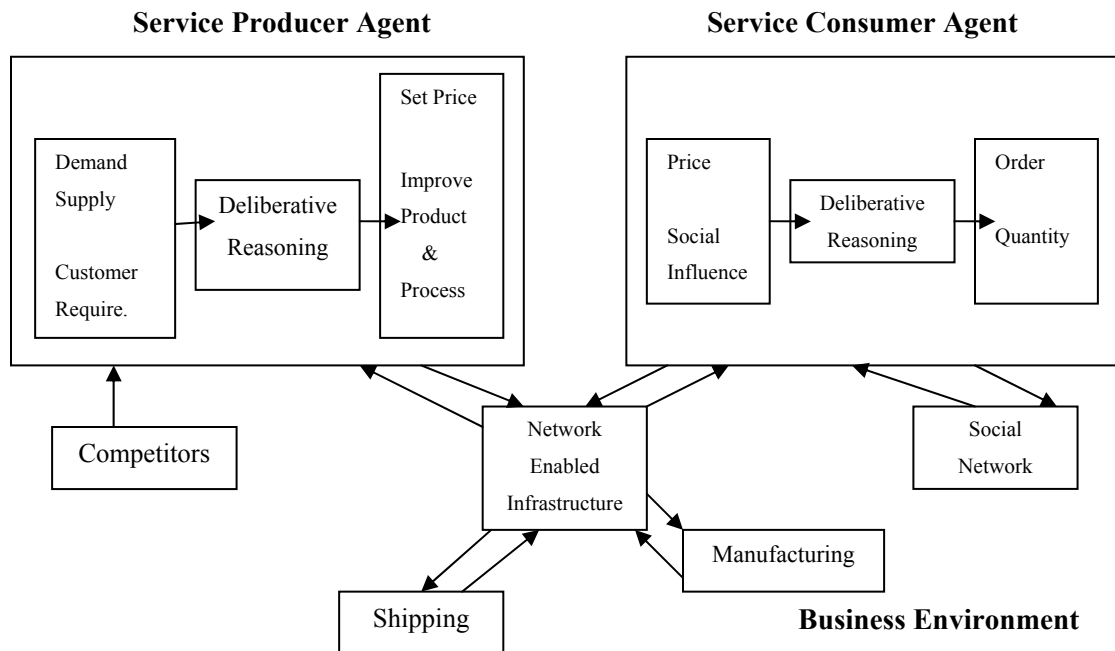 Service Producer Agent
Service Consumer Agent
Demand
Supply
Customer
Require.
Deliberative
Reasoning
Set Price
Improve
Product
&
Process
Price
Social
Influence
Deliberative
Reasoning
Order
Quantity
Competitors
Network
Enabled
Infrastructure
Social
Network
Manufacturing
Shipping
Business Environment